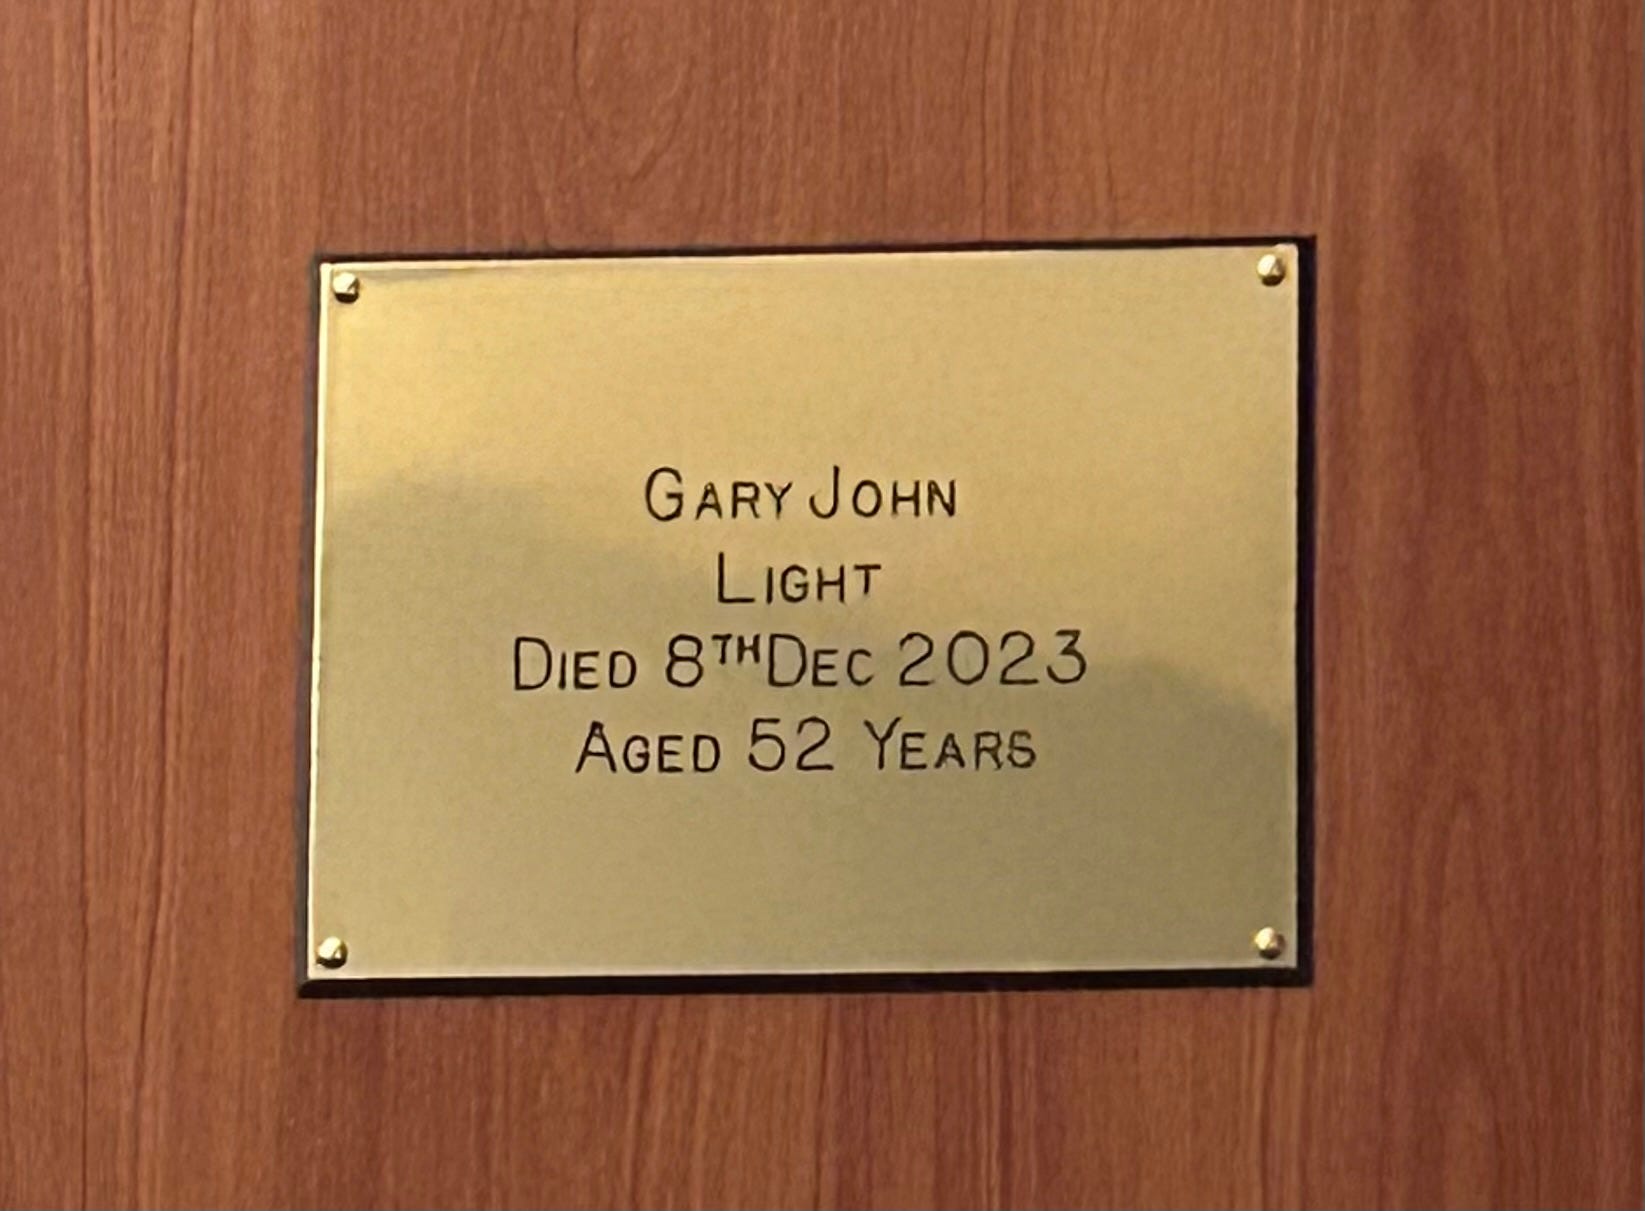 Gary John
Light
Died 8th Dec 2023
Aged 52 Years